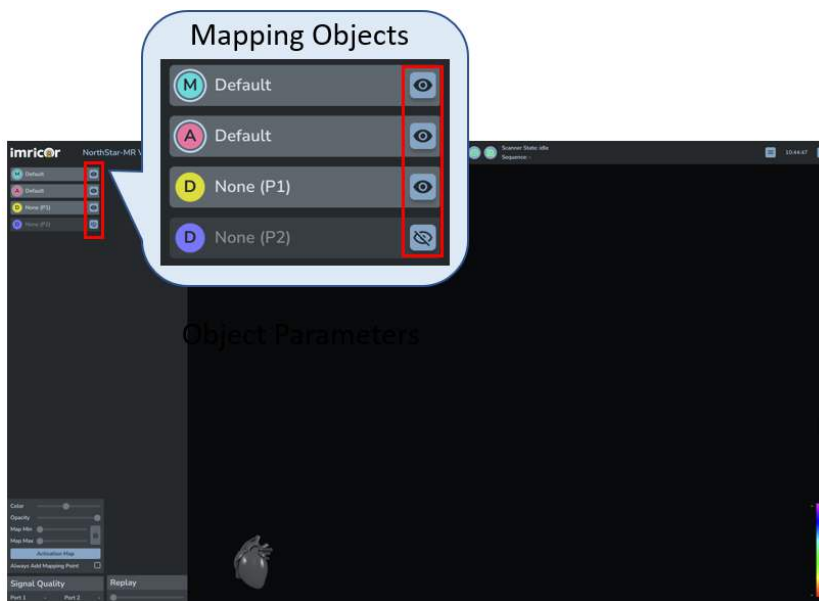 Mapping Objects
M Default
A Default
D None (P1)
D None (P2)
imricor NorthStar-MR
Scanner State: idle
Sequence: -
10:44:47
M Default
A Default
D None (P1)
D None (P2)
Object Parameters
Color
Opacity
Map Min
Map Max
Activation Map
Always Add Mapping Point
Signal Quality
Replay
Port 1 - Port 2 -